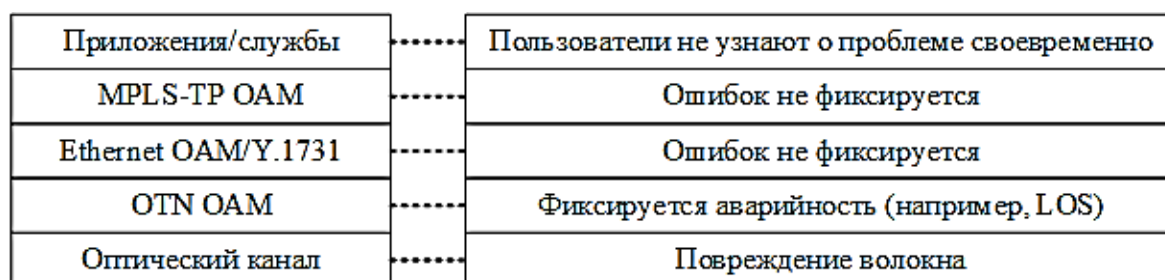 Приложения/службы
Пользователи не узнают о проблеме своевременно
MPLS-TP OAM
Ошибок не фиксируется
Ethernet OAM/Y.1731
Ошибок не фиксируется
OTN OAM
Фиксируется аварийность (например, LOS)
Оптический канал
Повреждение волокна